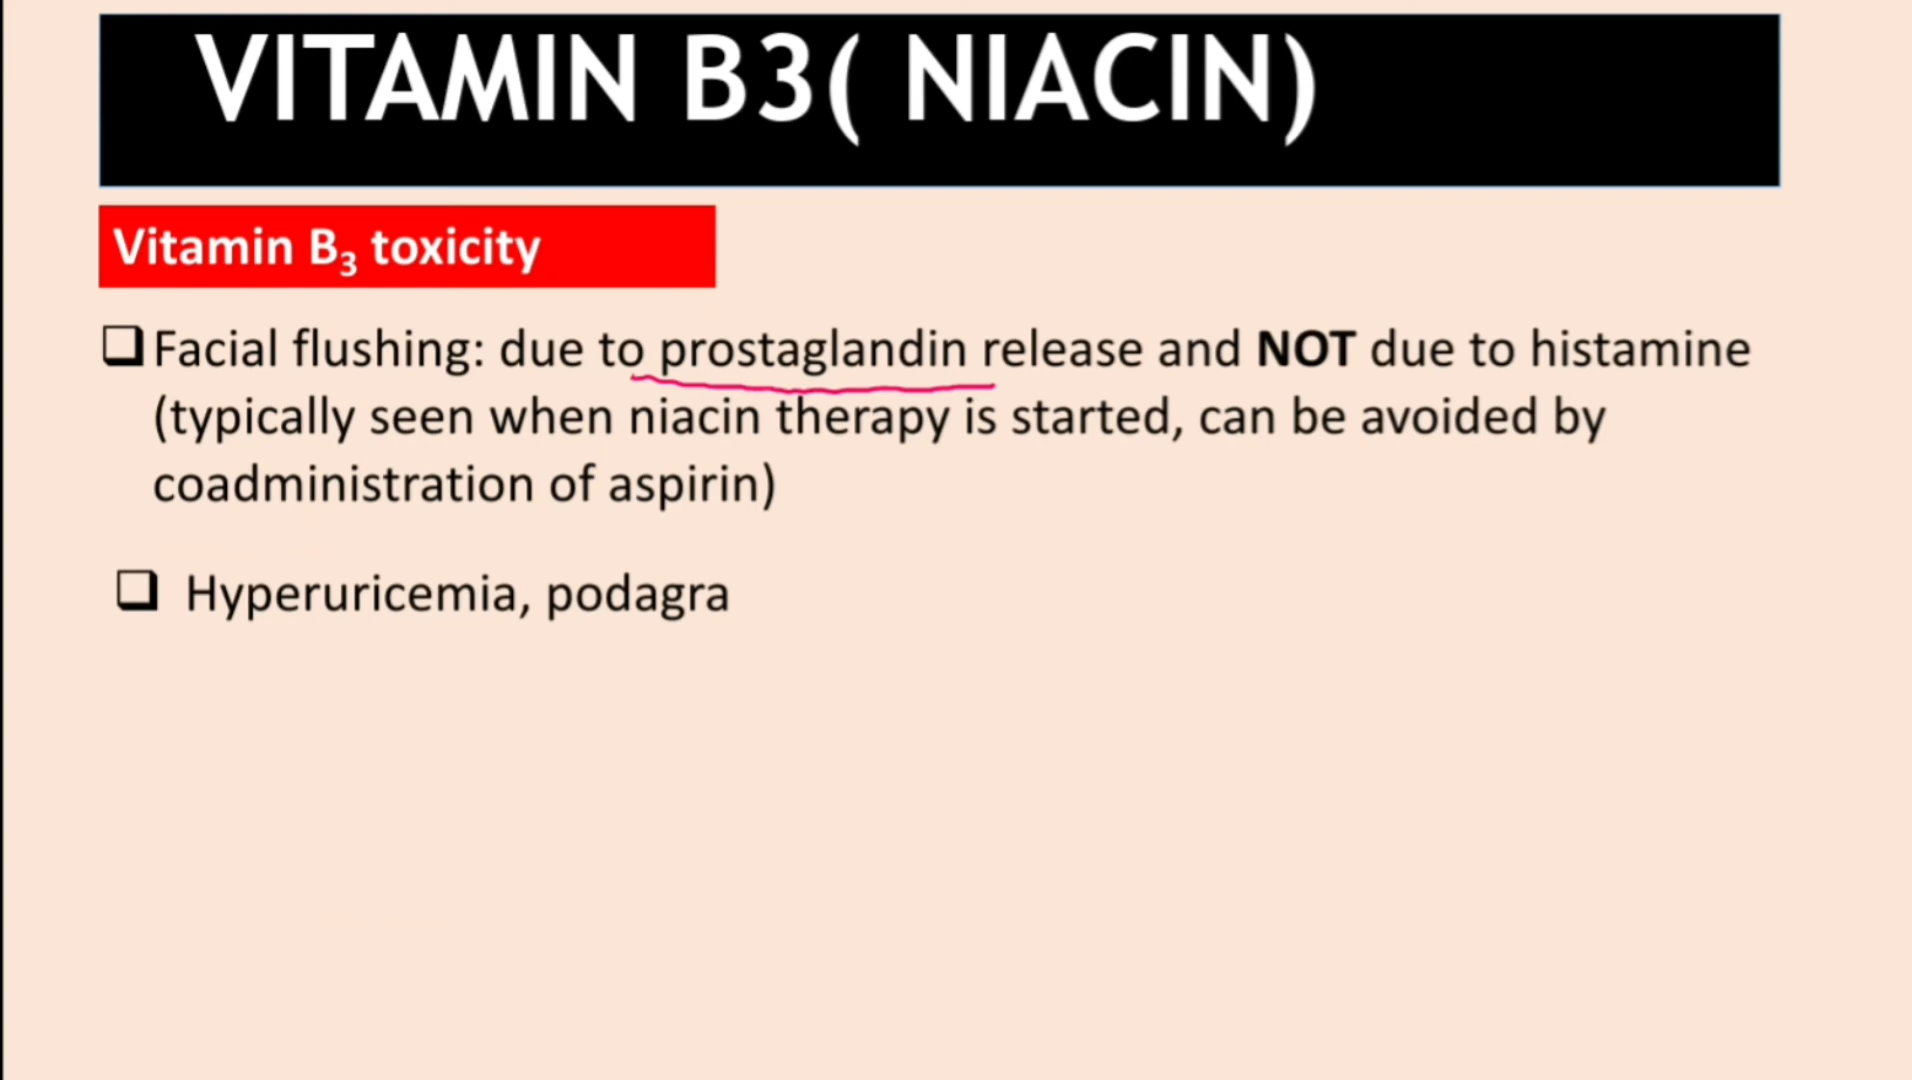 VITAMIN B3( NIACIN)
Vitamin B₃ toxicity
Facial flushing: due to prostaglandin release and NOT due to histamine
(typically seen when niacin therapy is started, can be avoided by
coadministration of aspirin)
Hyperuricemia, podagra